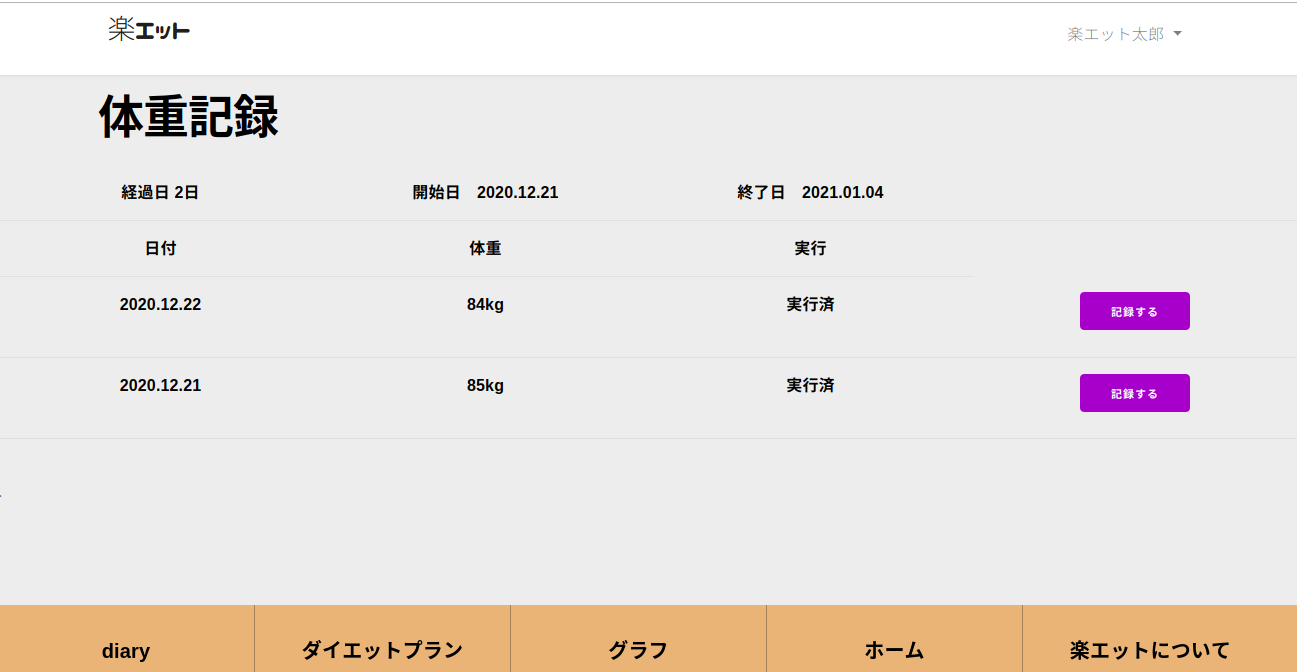 楽エット 楽エット太郎
体重記録
経過日 2日 開始日　2020.12.21 終了日　2021.01.04
日付 体重 実行
2020.12.22 84kg 実行済 記録する
2020.12.21 85kg 実行済 記録する
diary ダイエットプラン グラフ ホーム 楽エットについて